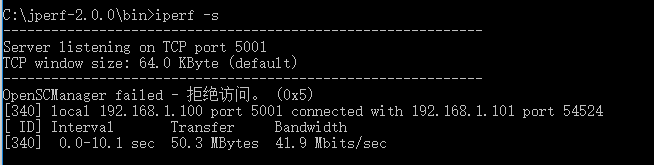 C:\jperf-2.0.0\bin>iperf -s
------------------------------------------------------------
Server listening on TCP port 5001
TCP window size: 64.0 KByte (default)
------------------------------------------------------------
OpenSCManager failed - 拒绝访问。 (0x5)
[340] local 192.168.1.100 port 5001 connected with 192.168.1.101 port 54524
[ ID] Interval       Transfer     Bandwidth
[340]  0.0-10.1 sec  50.3 MBytes  41.9 Mbits/sec